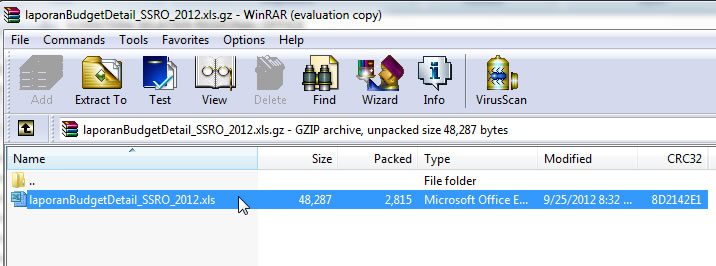 laporanBudgetDetail_SSRO_2012.xls.gz - WinRAR (evaluation copy)
File Commands Tools Favorites Options Help
Add Extract To Test View Delete Find Wizard Info VirusScan
laporanBudgetDetail_SSRO_2012.xls.gz - GZIP archive, unpacked size 48,287 bytes
Name Size Packed Type Modified CRC32
.. File folder
laporanBudgetDetail_SSRO_2012.xls 48,287 2,815 Microsoft Office E... 9/25/2012 8:32 ... 8D2142E1